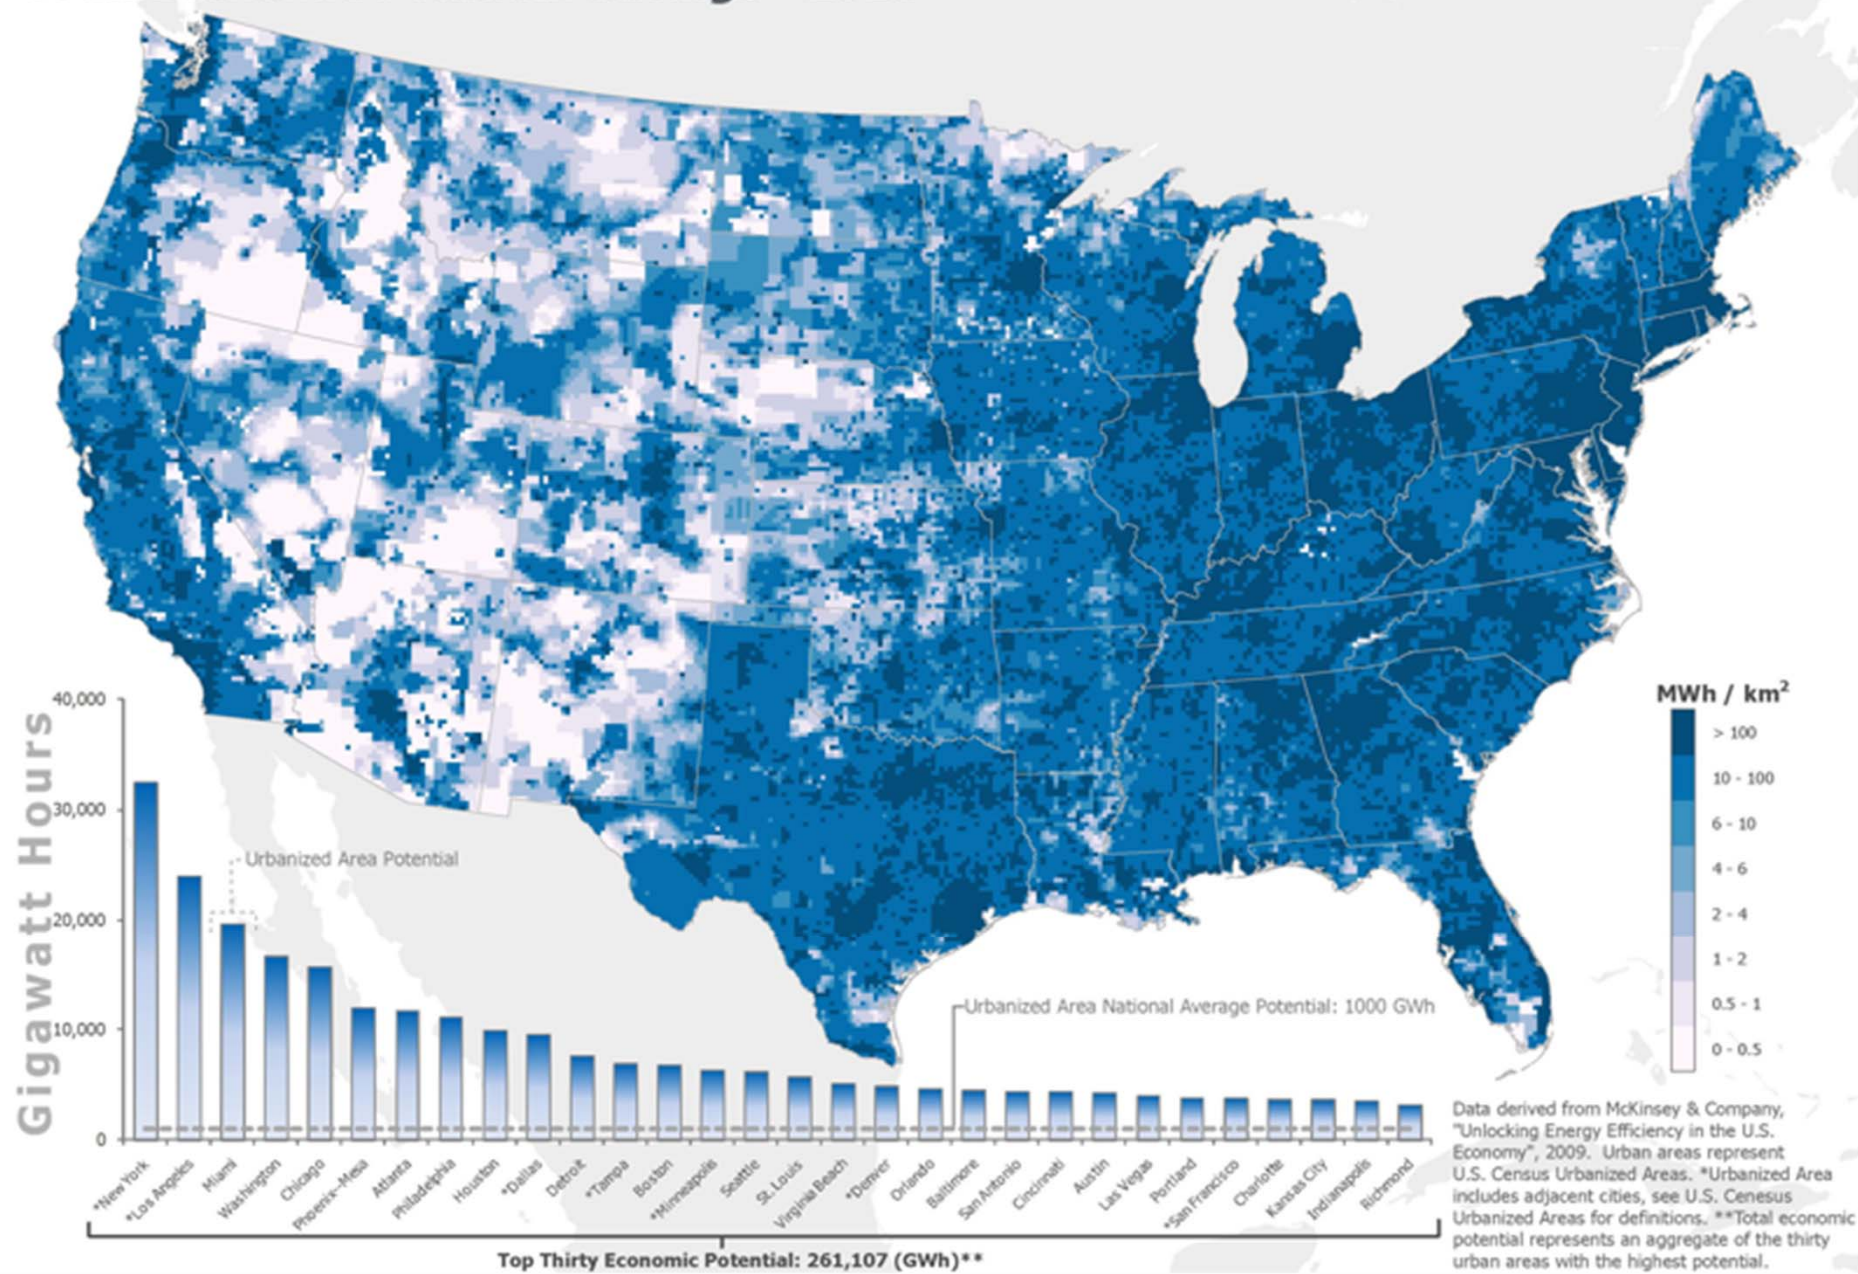 MWh / km²
> 100
10 - 100
6 - 10
4 - 6
2 - 4
1 - 2
0.5 - 1
0 - 0.5
Gigawatt Hours
40,000
30,000
20,000
10,000
0
Urbanized Area Potential
Urbanized Area National Average Potential: 1000 GWh
*New York
*Los Angeles
Miami
Washington
Chicago
Phoenix-Mesa
Atlanta
Philadelphia
Houston
*Dallas
Detroit
*Tampa
Boston
*Minneapolis
Seattle
St. Louis
Virginia Beach
*Denver
Orlando
Baltimore
San Antonio
Cincinnati
Austin
Las Vegas
Portland
*San Francisco
Charlotte
Kansas City
Indianapolis
Richmond
Top Thirty Economic Potential: 261,107 (GWh)**
Data derived from McKinsey & Company,
"Unlocking Energy Efficiency in the U.S.
Economy", 2009. Urban areas represent
U.S. Census Urbanized Areas. *Urbanized Area
includes adjacent cities, see U.S. Cenesus
Urbanized Areas for definitions. **Total economic
potential represents an aggregate of the thirty
urban areas with the highest potential.